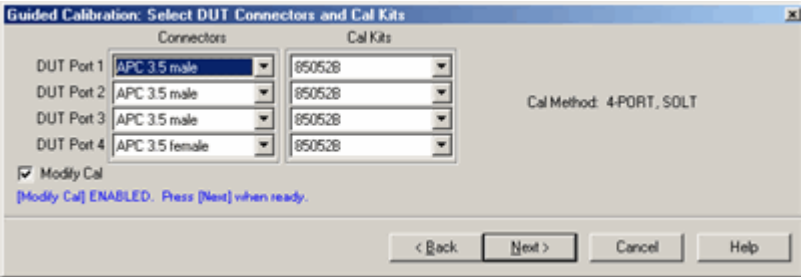 Guided Calibration: Select DUT Connectors and Cal Kits
Connectors Cal Kits
DUT Port 1 APC 3.5 male 85052B
DUT Port 2 APC 3.5 male 85052B
DUT Port 3 APC 3.5 male 85052B
DUT Port 4 APC 3.5 female 85052B
Cal Method: 4-PORT, SOLT
Modify Cal
[Modify Cal] ENABLED. Press [Next] when ready.
< Back Next > Cancel Help